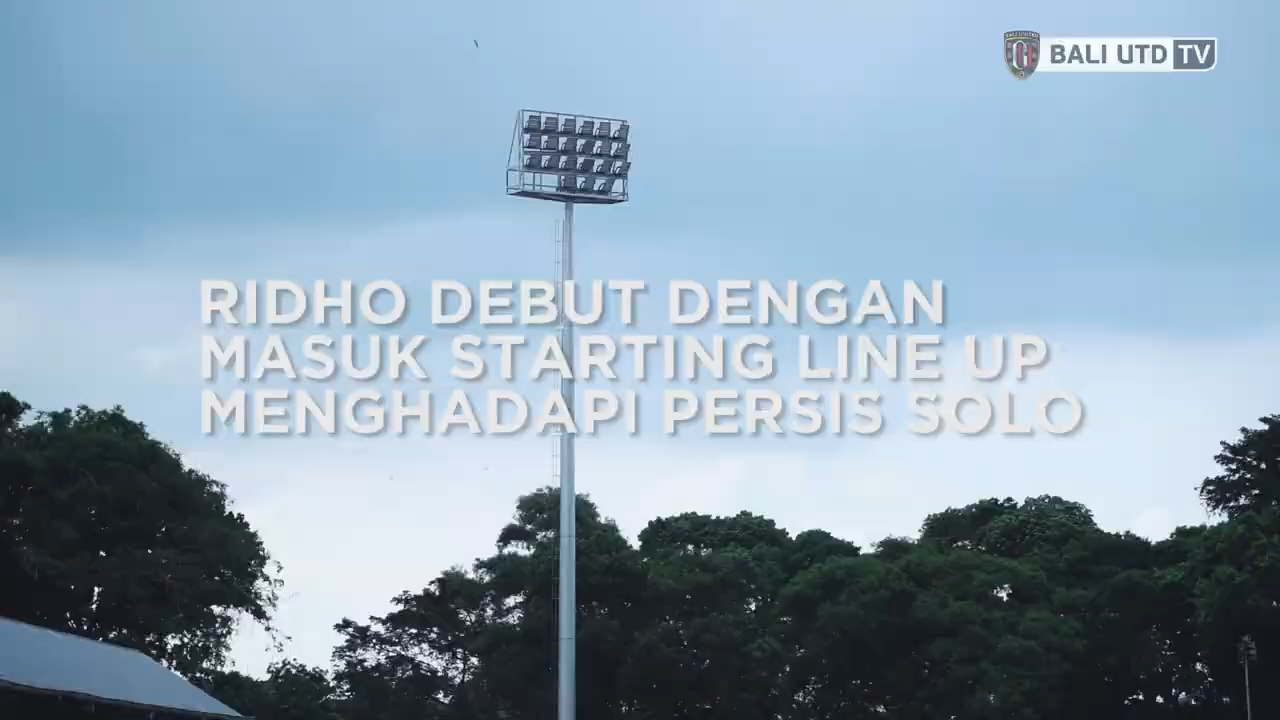 BALI UTD TV
RIDHO DEBUT DENGAN
MASUK STARTING LINE UP
MENGHADAPI PERSIS SOLO